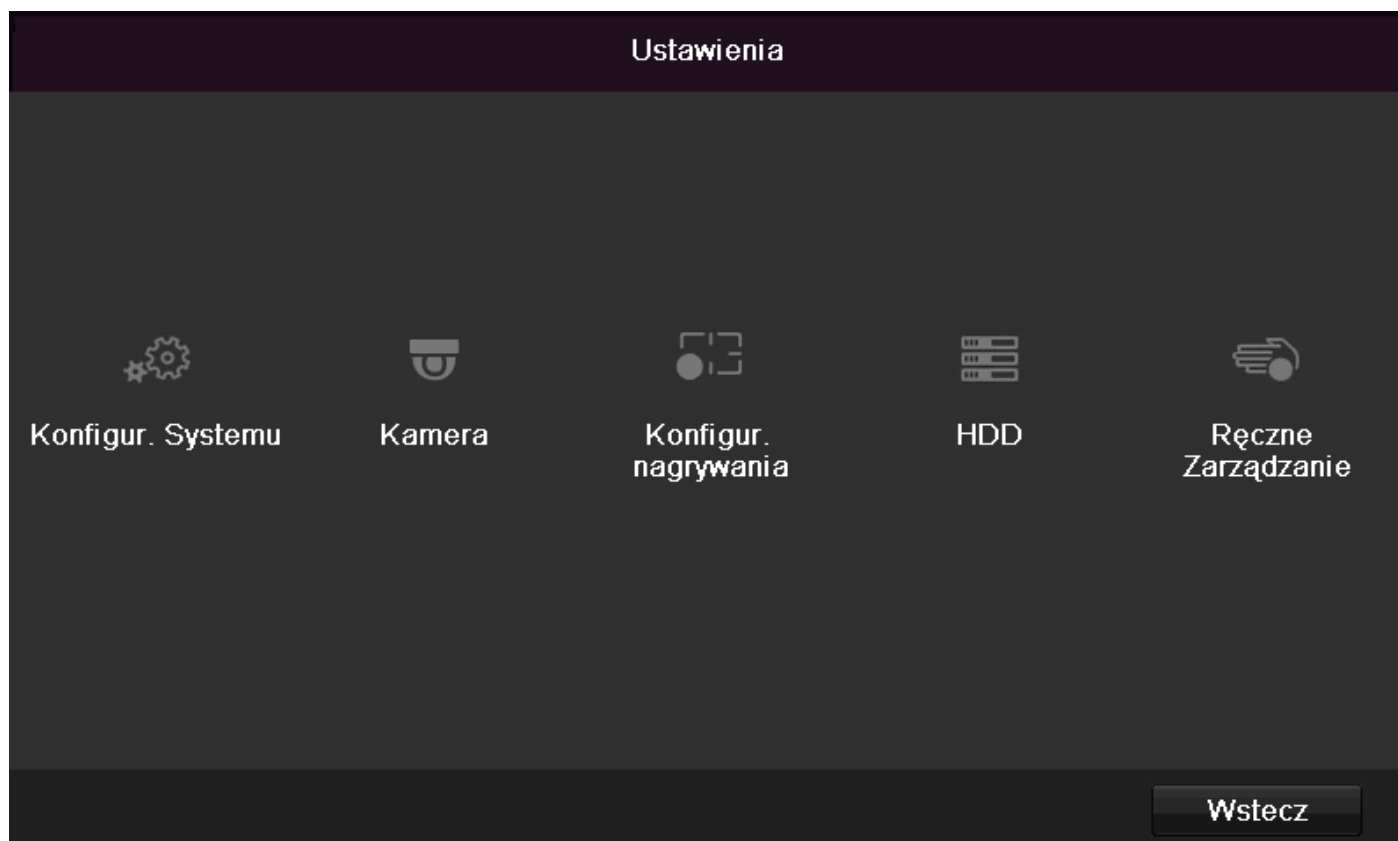 Ustawienia
Konfigur. Systemu
Kamera
Konfigur.
nagrywania
HDD
Ręczne
Zarządzanie
Wstecz